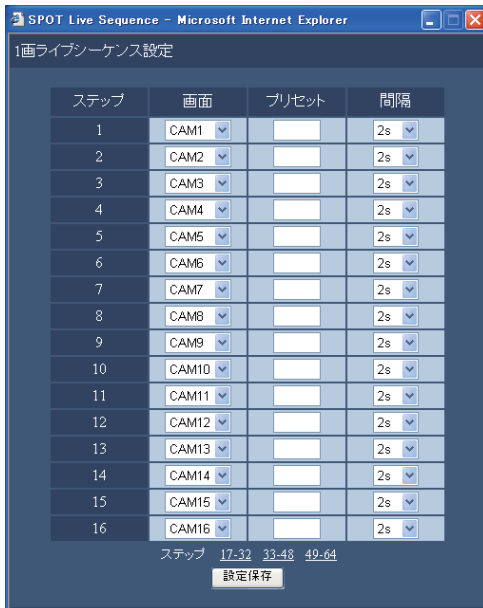 SPOT Live Sequence - Microsoft Internet Explorer
1画ライブシーケンス設定
ステップ 画面 プリセット 間隔
1 CAM1 2s
2 CAM2 2s
3 CAM3 2s
4 CAM4 2s
5 CAM5 2s
6 CAM6 2s
7 CAM7 2s
8 CAM8 2s
9 CAM9 2s
10 CAM10 2s
11 CAM11 2s
12 CAM12 2s
13 CAM13 2s
14 CAM14 2s
15 CAM15 2s
16 CAM16 2s
ステップ 17-32 33-48 49-64
設定保存